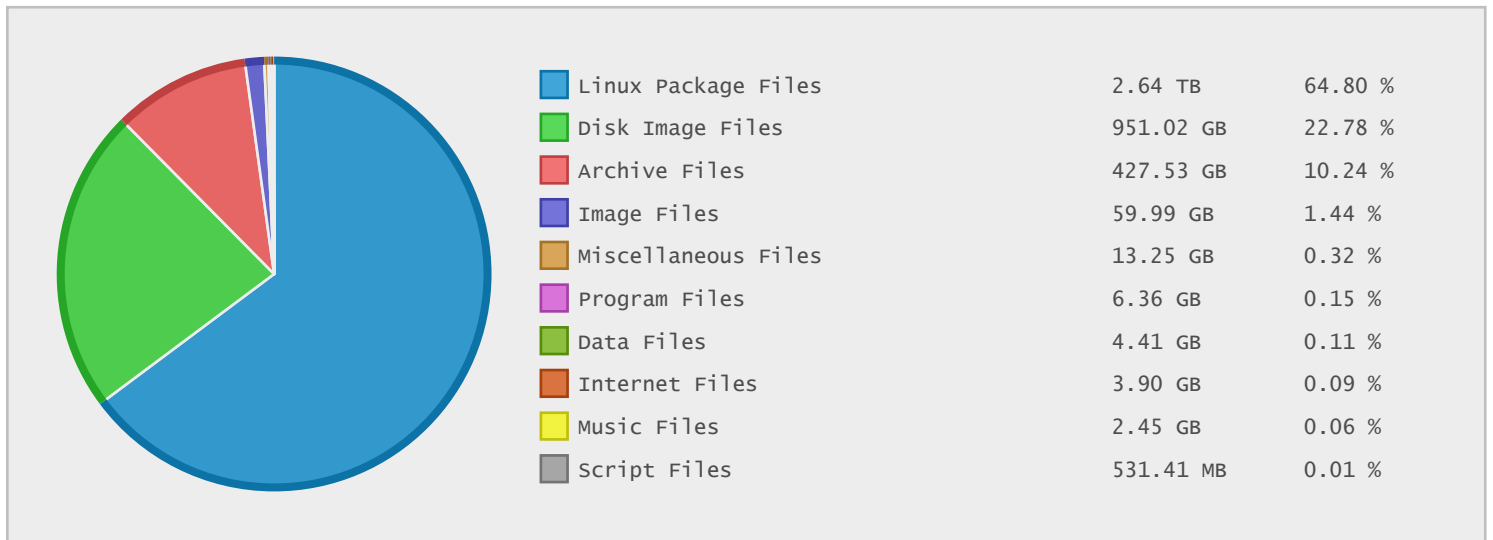 Linux Package Files 2.64 TB 64.80 %
Disk Image Files 951.02 GB 22.78 %
Archive Files 427.53 GB 10.24 %
Image Files 59.99 GB 1.44 %
Miscellaneous Files 13.25 GB 0.32 %
Program Files 6.36 GB 0.15 %
Data Files 4.41 GB 0.11 %
Internet Files 3.90 GB 0.09 %
Music Files 2.45 GB 0.06 %
Script Files 531.41 MB 0.01 %